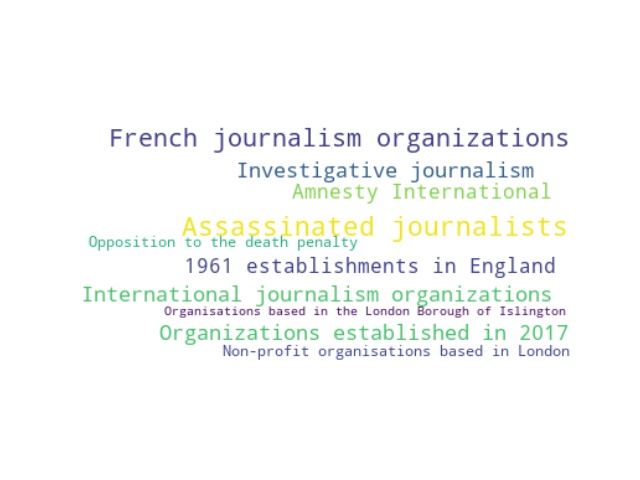 French journalism organizations
Investigative journalism
Amnesty International
Assassinated journalists
Opposition to the death penalty
1961 establishments in England
International journalism organizations
Organisations based in the London Borough of Islington
Organizations established in 2017
Non-profit organisations based in London